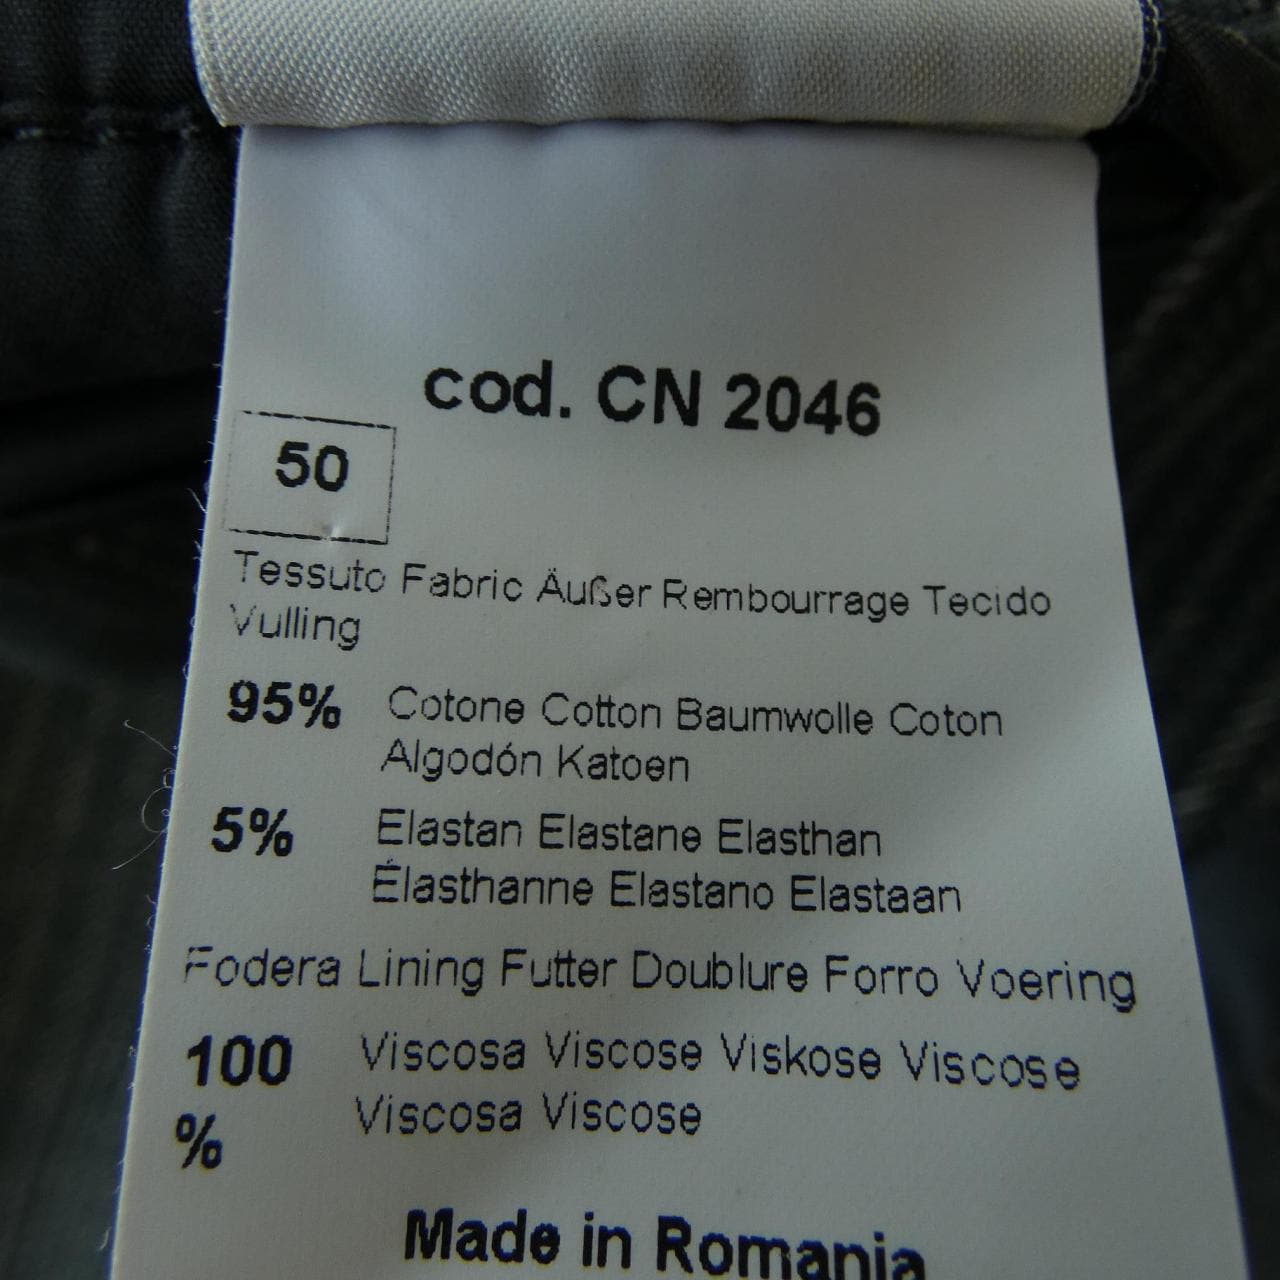 cod. CN 2046
50
Tessuto Fabric Äußer Rembourrage Tecido
Vulling
95% Cotone Cotton Baumwolle Coton
Algodón Katoen
5% Elastan Elastane Elasthan
Élasthanne Elastano Elastaan
Fodera Lining Futter Doublure Forro Voering
100 Viscosa Viscose Viskose Viscose
% Viscosa Viscose
Made in Romania